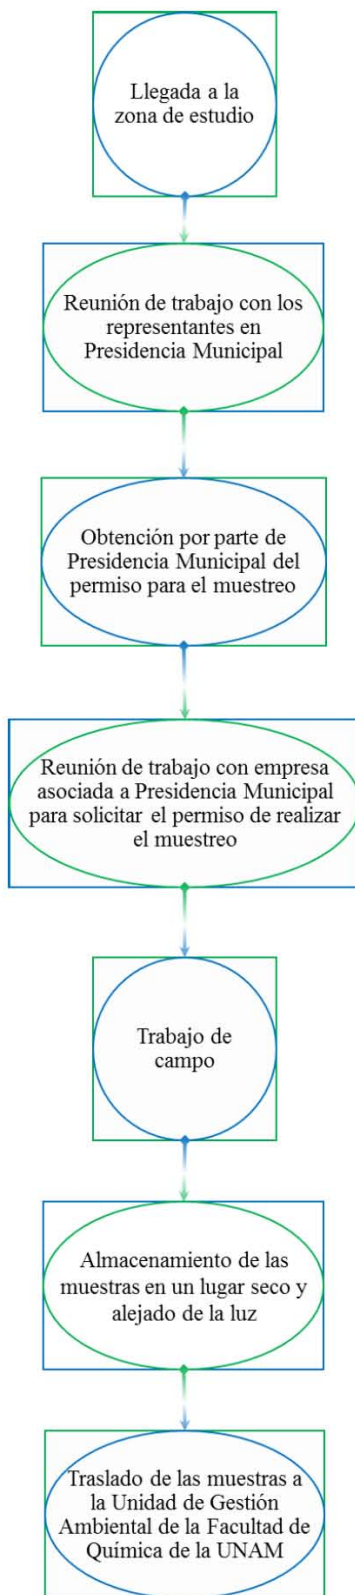 Llegada a la
zona de estudio
Reunión de trabajo con los
representantes en
Presidencia Municipal
Obtención por parte de
Presidencia Municipal del
permiso para el muestreo
Reunión de trabajo con empresa
asociada a Presidencia Municipal
para solicitar el permiso de realizar
el muestreo
Trabajo de
campo
Almacenamiento de las
muestras en un lugar seco y
alejado de la luz
Traslado de las muestras a
la Unidad de Gestión
Ambiental de la Facultad de
Química de la UNAM